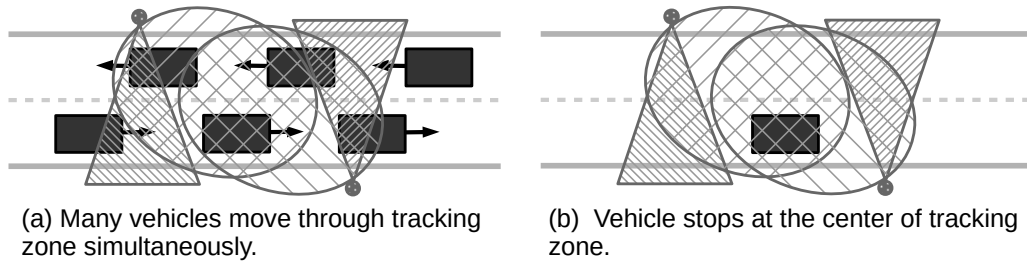 (a) Many vehicles move through tracking
zone simultaneously.
(b) Vehicle stops at the center of tracking
zone.